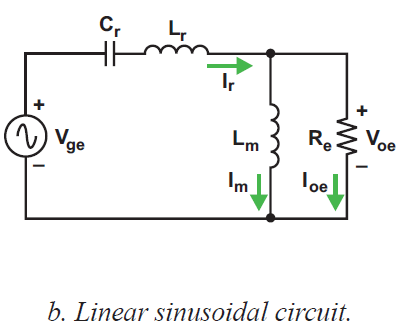 Cr Lr
Ir
+
Vge
−
Lm
Re
+
Voe
−
Im
Ioe
b. Linear sinusoidal circuit.